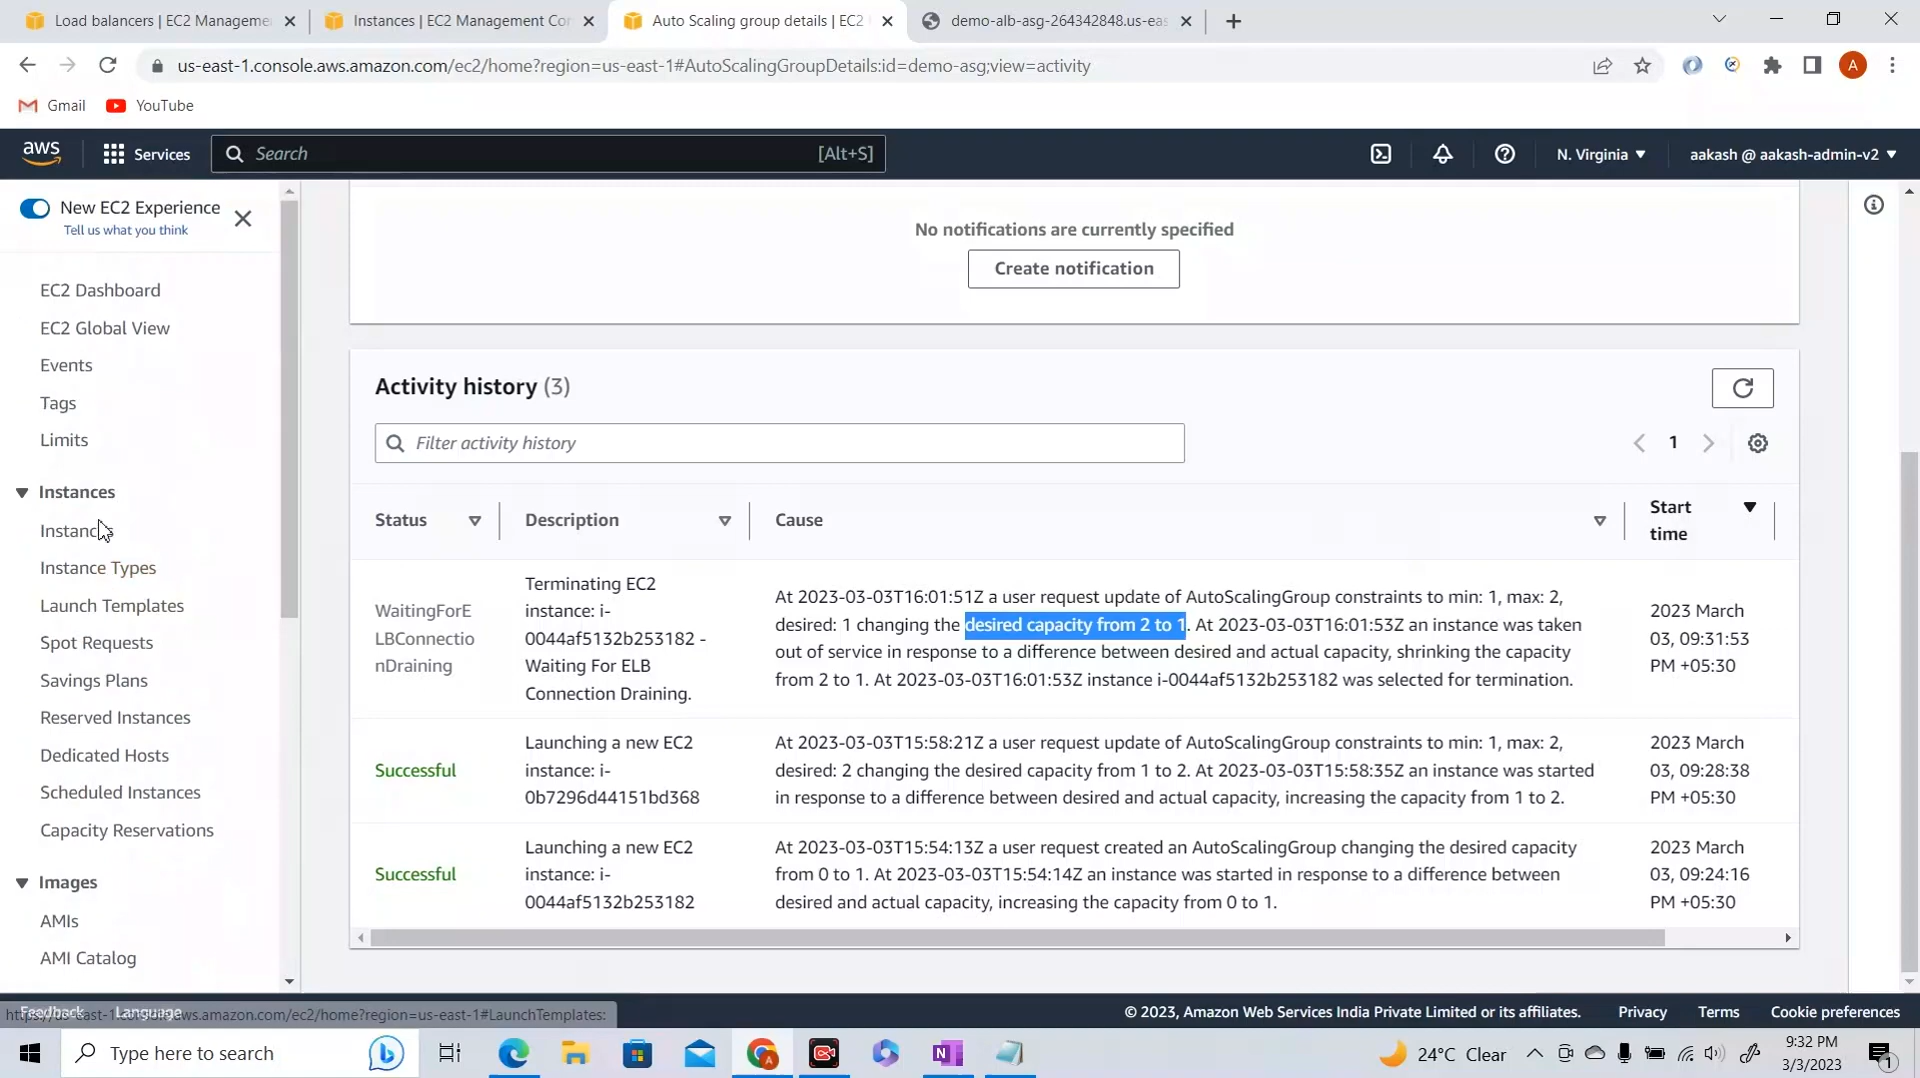 Load balancers | EC2 Manageme
Instances | EC2 Management Co
Auto Scaling group details | EC2
demo-alb-asg-264342848.us-eas
us-east-1.console.aws.amazon.com/ec2/home?region=us-east-1#AutoScalingGroupDetails:id=demo-asg;view=activity
A
Gmail
YouTube
aws
Services
Search
[Alt+S]
N. Virginia
aakash @ aakash-admin-v2
New EC2 Experience
Tell us what you think
EC2 Dashboard
EC2 Global View
Events
Tags
Limits
Instances
Instances
Instance Types
Launch Templates
Spot Requests
Savings Plans
Reserved Instances
Dedicated Hosts
Scheduled Instances
Capacity Reservations
Images
AMIs
AMI Catalog
No notifications are currently specified
Create notification
Activity history (3)
Filter activity history
1
Status
Description
Cause
Start
time
WaitingForE
LBConnectio
nDraining
Terminating EC2
instance: i-
0044af5132b253182 -
Waiting For ELB
Connection Draining.
At 2023-03-03T16:01:51Z a user request update of AutoScalingGroup constraints to min: 1, max: 2,
desired: 1 changing the desired capacity from 2 to 1. At 2023-03-03T16:01:53Z an instance was taken
out of service in response to a difference between desired and actual capacity, shrinking the capacity
from 2 to 1. At 2023-03-03T16:01:53Z instance i-0044af5132b253182 was selected for termination.
2023 March
03, 09:31:53
PM +05:30
Successful
Launching a new EC2
instance: i-
0b7296d44151bd368
At 2023-03-03T15:58:21Z a user request update of AutoScalingGroup constraints to min: 1, max: 2,
desired: 2 changing the desired capacity from 1 to 2. At 2023-03-03T15:58:35Z an instance was started
in response to a difference between desired and actual capacity, increasing the capacity from 1 to 2.
2023 March
03, 09:28:38
PM +05:30
Successful
Launching a new EC2
instance: i-
0044af5132b253182
At 2023-03-03T15:54:13Z a user request created an AutoScalingGroup changing the desired capacity
from 0 to 1. At 2023-03-03T15:54:14Z an instance was started in response to a difference between
desired and actual capacity, increasing the capacity from 0 to 1.
2023 March
03, 09:24:16
PM +05:30
Feedback
Language
https://us-east-1.console.aws.amazon.com/ec2/home?region=us-east-1#LaunchTemplates:
© 2023, Amazon Web Services India Private Limited or its affiliates.
Privacy
Terms
Cookie preferences
Type here to search
24°C Clear
9:32 PM
3/3/2023
1